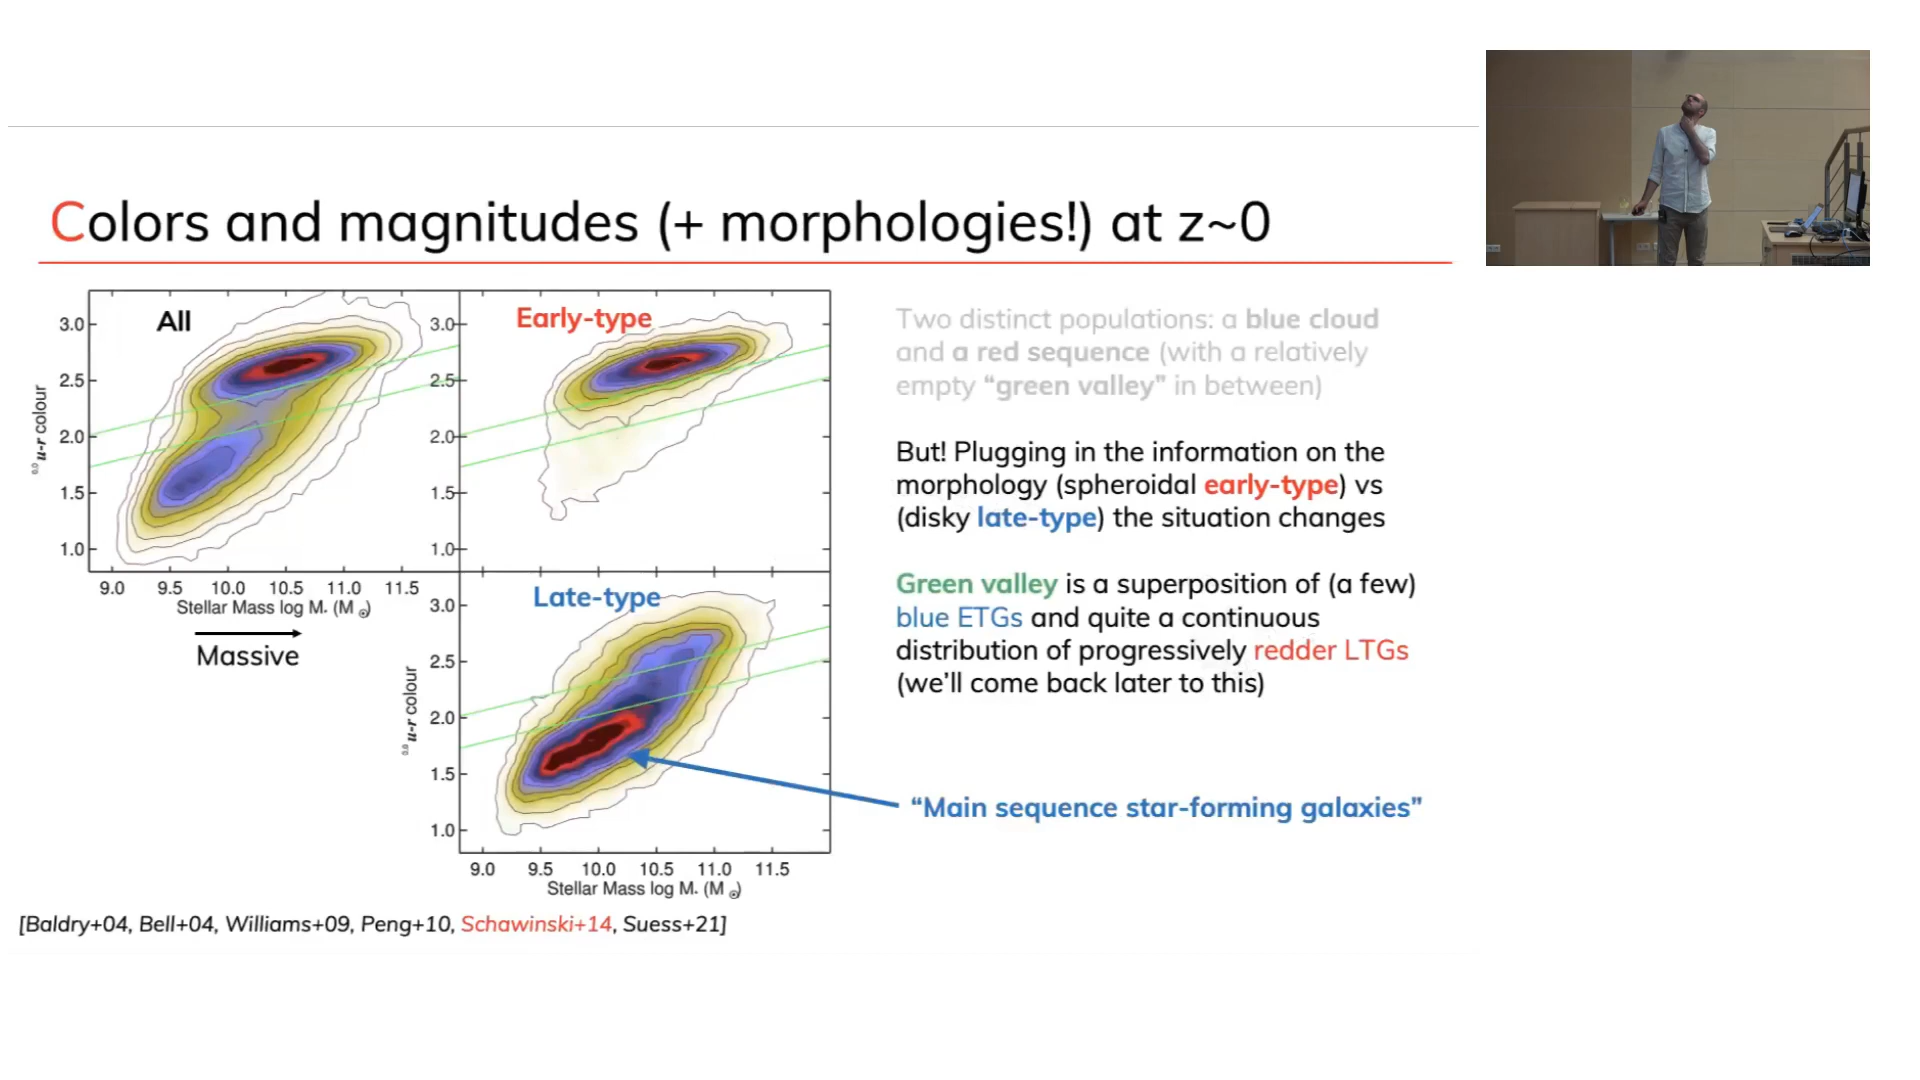 Colors and magnitudes (+ morphologies!) at z~0
All
3.0
2.5
2.0
1.5
1.0
0.0 u-r colour
9.0 9.5 10.0 10.5 11.0 11.5
Stellar Mass log M* (M⊙)
Massive
Early-type
3.0
2.5
2.0
1.5
1.0
Late-type
3.0
2.5
2.0
1.5
1.0
0.0 u-r colour
9.0 9.5 10.0 10.5 11.0 11.5
Stellar Mass log M* (M⊙)
Two distinct populations: a blue cloud
and a red sequence (with a relatively
empty “green valley” in between)
But! Plugging in the information on the
morphology (spheroidal early-type) vs
(disky late-type) the situation changes
Green valley is a superposition of (a few)
blue ETGs and quite a continuous
distribution of progressively redder LTGs
(we’ll come back later to this)
“Main sequence star-forming galaxies”
[Baldry+04, Bell+04, Williams+09, Peng+10, Schawinski+14, Suess+21]